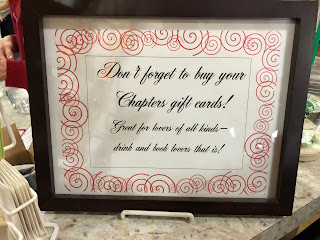 Don't forget to buy your
Chapters gift cards!
Great for lovers of all kinds—
drink and book lovers that is!